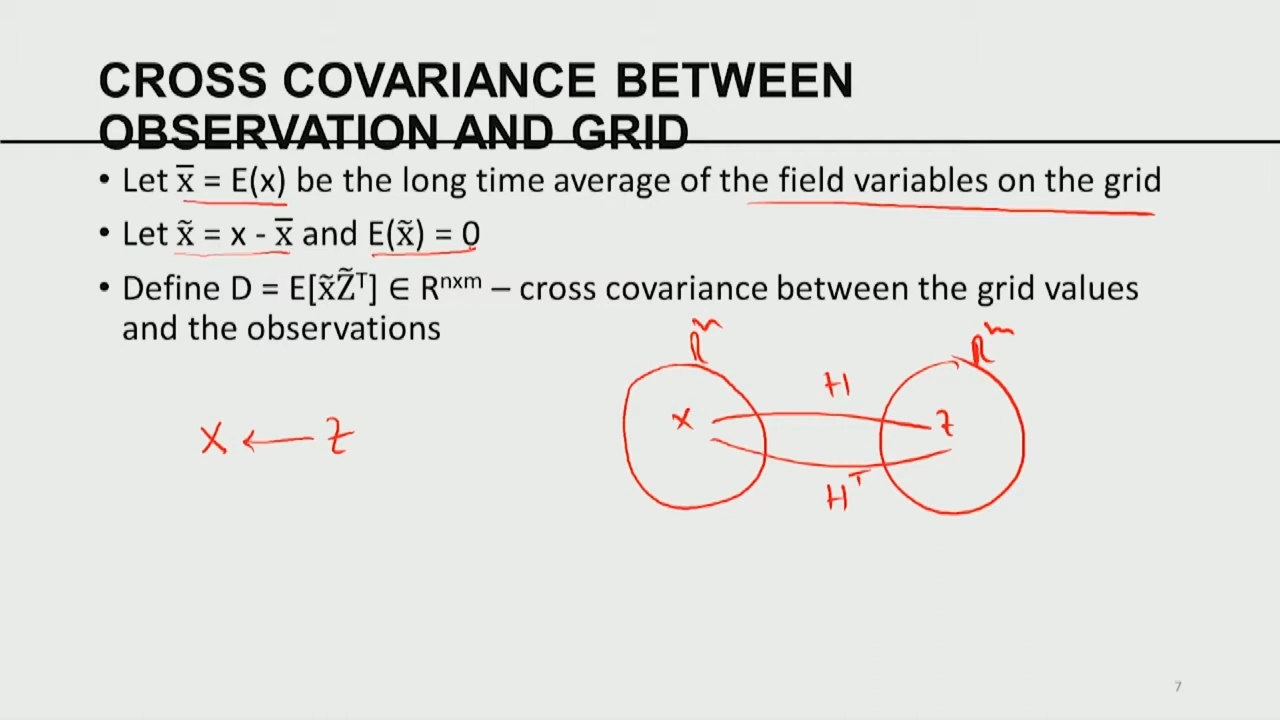 CROSS COVARIANCE BETWEEN
OBSERVATION AND GRID
• Let x̅ = E(x) be the long time average of the field variables on the grid
• Let x̃ = x - x̅ and E(x̃) = 0
• Define D = E[x̃Z̃ᵀ] ∈ Rⁿˣᵐ – cross covariance between the grid values
and the observations
Rⁿ
Rᵐ
H
x
z
x ← z
Hᵀ
7